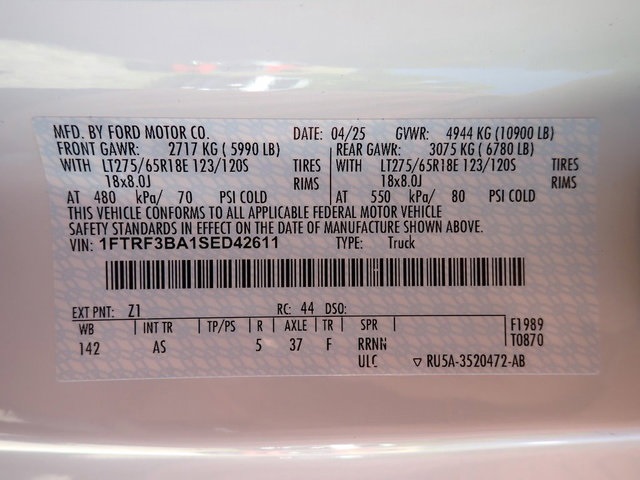 MFD. BY FORD MOTOR CO. DATE: 04/25 GVWR: 4944 KG (10900 LB)
FRONT GAWR: 2717 KG ( 5990 LB) REAR GAWR: 3075 KG ( 6780 LB)
WITH LT275/65R18E 123/120S TIRES WITH LT275/65R18E 123/120S TIRES
18x8.0J RIMS 18x8.0J RIMS
AT 480 kPa/ 70 PSI COLD AT 550 kPa/ 80 PSI COLD
THIS VEHICLE CONFORMS TO ALL APPLICABLE FEDERAL MOTOR VEHICLE
SAFETY STANDARDS IN EFFECT ON THE DATE OF MANUFACTURE SHOWN ABOVE.
VIN: 1FTRF3BA1SED42611 TYPE: Truck
EXT PNT: Z1 RC: 44 DSO:
WB INT TR TP/PS R AXLE TR SPR F1989
142 AS 5 37 F RRNN T0870
ULC ▽ RU5A-3520472-AB